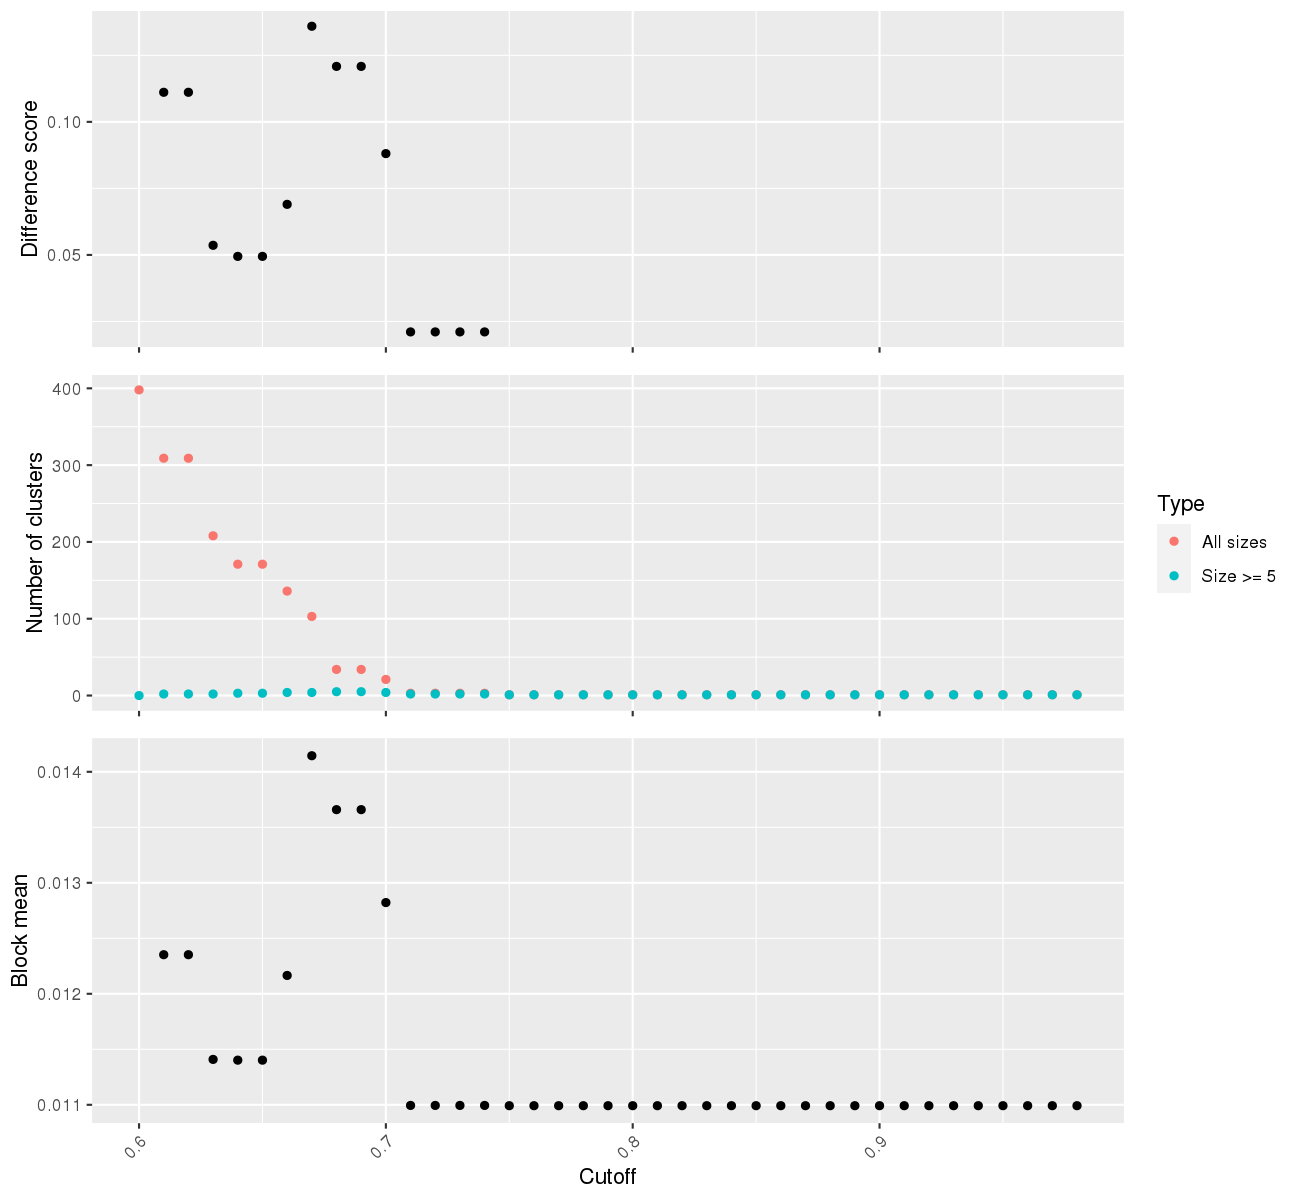 Difference score
0.10
0.05
Number of clusters
400
300
200
100
0
Type
All sizes
Size >= 5
Block mean
0.014
0.013
0.012
0.011
0.6
0.7
0.8
0.9
Cutoff